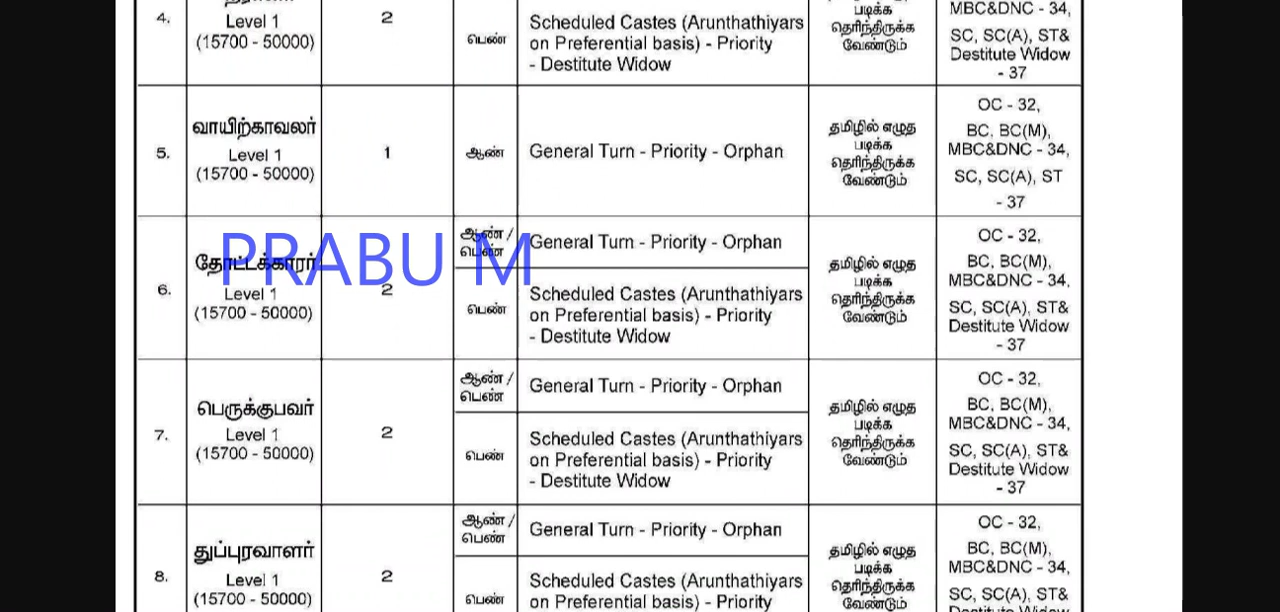 4.
Level 1
(15700 - 50000)
2
பெண்
Scheduled Castes (Arunthathiyars
on Preferential basis) - Priority
- Destitute Widow
படிக்க
தெரிந்திருக்க
வேண்டும்
MBC&DNC - 34,
SC, SC(A), ST&
Destitute Widow
- 37
5.
வாயிற்காவலர்
Level 1
(15700 - 50000)
1
ஆண்
General Turn - Priority - Orphan
தமிழில் எழுத
படிக்க
தெரிந்திருக்க
வேண்டும்
OC - 32,
BC, BC(M),
MBC&DNC - 34,
SC, SC(A), ST
- 37
PRABU M
6.
தோட்டக்காரர்
Level 1
(15700 - 50000)
2
ஆண் /
பெண்
General Turn - Priority - Orphan
பெண்
Scheduled Castes (Arunthathiyars
on Preferential basis) - Priority
- Destitute Widow
தமிழில் எழுத
படிக்க
தெரிந்திருக்க
வேண்டும்
OC - 32,
BC, BC(M),
MBC&DNC - 34,
SC, SC(A), ST&
Destitute Widow
- 37
7.
பெருக்குபவர்
Level 1
(15700 - 50000)
2
ஆண் /
பெண்
General Turn - Priority - Orphan
பெண்
Scheduled Castes (Arunthathiyars
on Preferential basis) - Priority
- Destitute Widow
தமிழில் எழுத
படிக்க
தெரிந்திருக்க
வேண்டும்
OC - 32,
BC, BC(M),
MBC&DNC - 34,
SC, SC(A), ST&
Destitute Widow
- 37
8.
துப்புரவாளர்
Level 1
(15700 - 50000)
2
ஆண் /
பெண்
General Turn - Priority - Orphan
பெண்
Scheduled Castes (Arunthathiyars
on Preferential basis) - Priority
தமிழில் எழுத
படிக்க
தெரிந்திருக்க
வேண்டும்
OC - 32,
BC, BC(M),
MBC&DNC - 34,
SC, SC(A), ST&